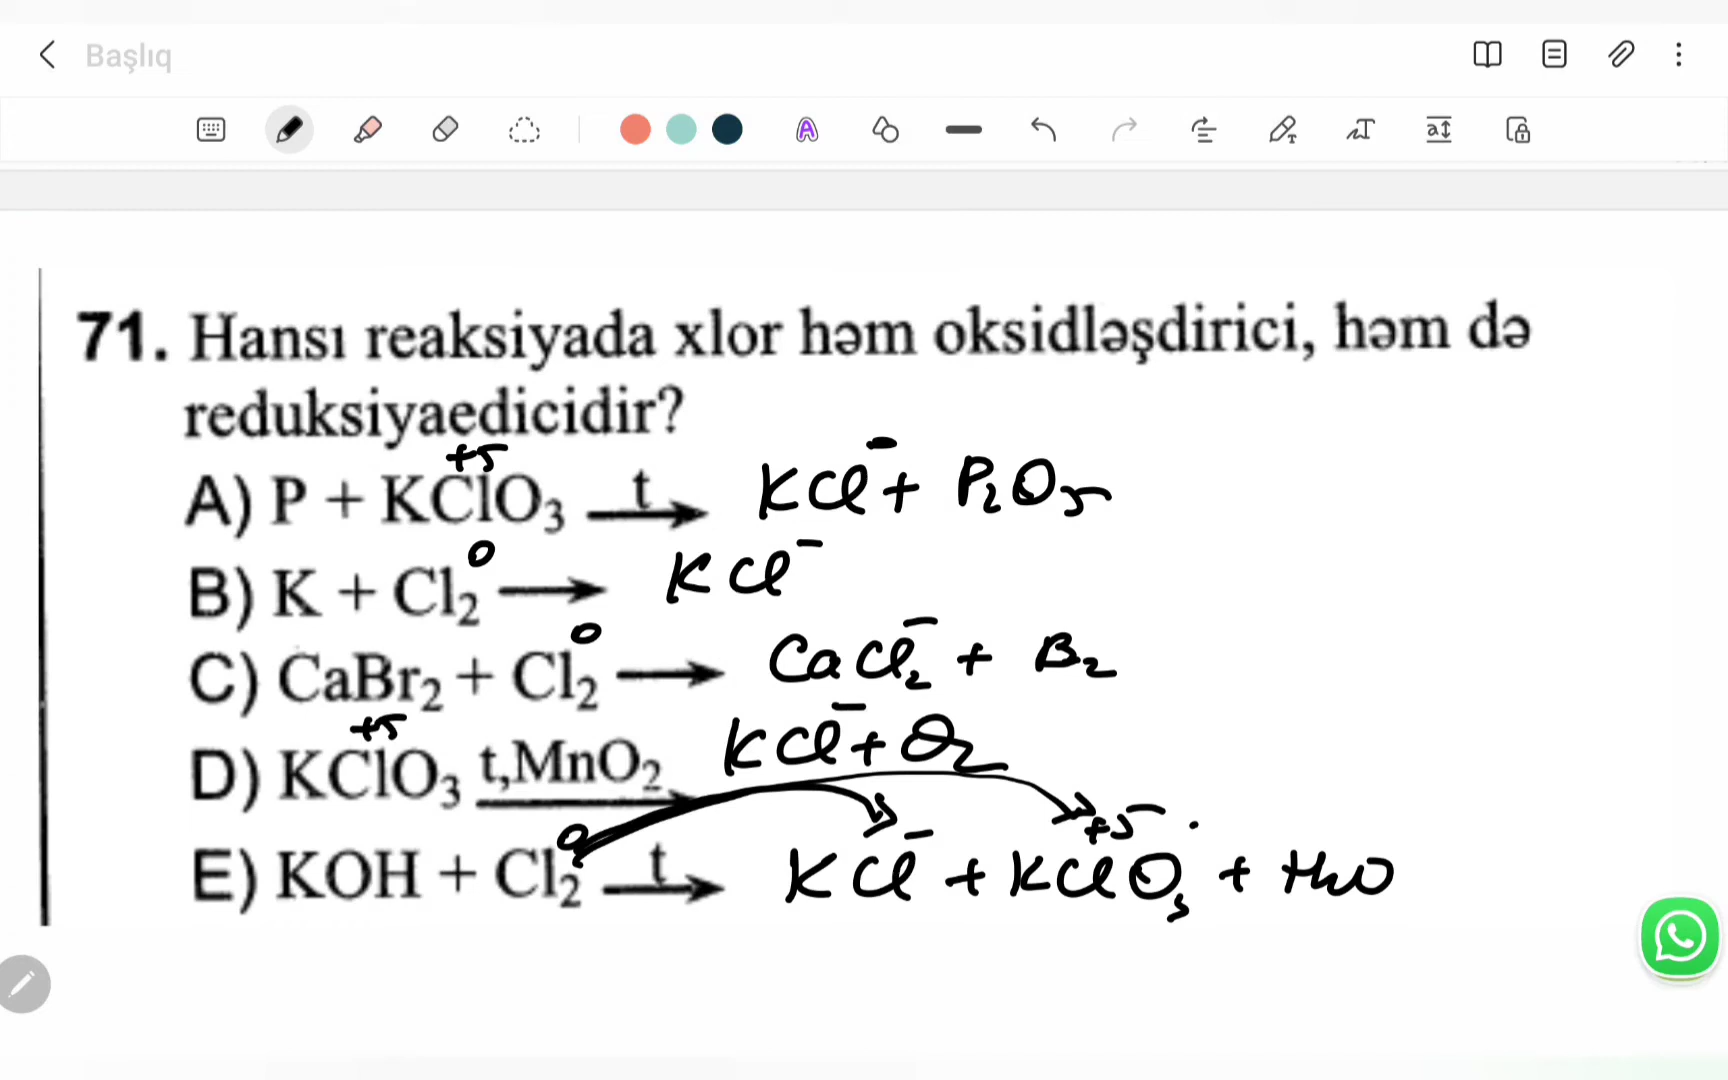 Başlıq
71. Hansı reaksiyada xlor həm oksidləşdirici, həm də
reduksiyaedicidir?
+5
A) P + KClO₃ t→ KCl⁻ + P₂O₅
0
B) K + Cl₂ → KCl⁻
0
C) CaBr₂ + Cl₂ → CaCl₂⁻ + B₂
+5
D) KClO₃ t,MnO₂→ KCl⁻ + O₂
0 +5
E) KOH + Cl₂ t→ KCl⁻ + KClO₃ + H₂O